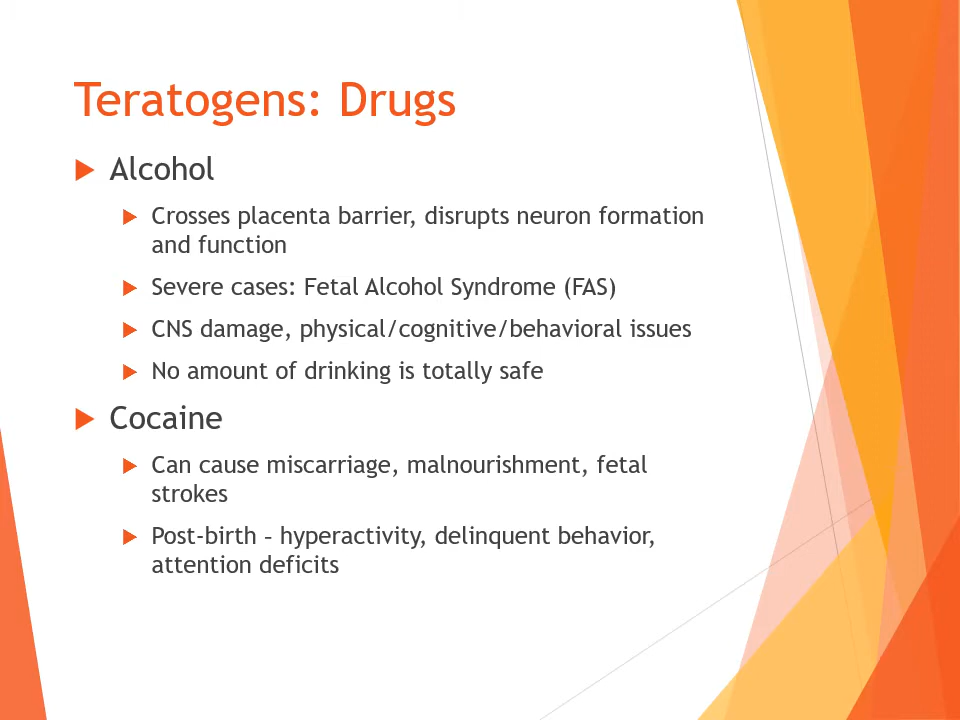 Teratogens: Drugs
Alcohol
Crosses placenta barrier, disrupts neuron formation
and function
Severe cases: Fetal Alcohol Syndrome (FAS)
CNS damage, physical/cognitive/behavioral issues
No amount of drinking is totally safe
Cocaine
Can cause miscarriage, malnourishment, fetal
strokes
Post-birth – hyperactivity, delinquent behavior,
attention deficits